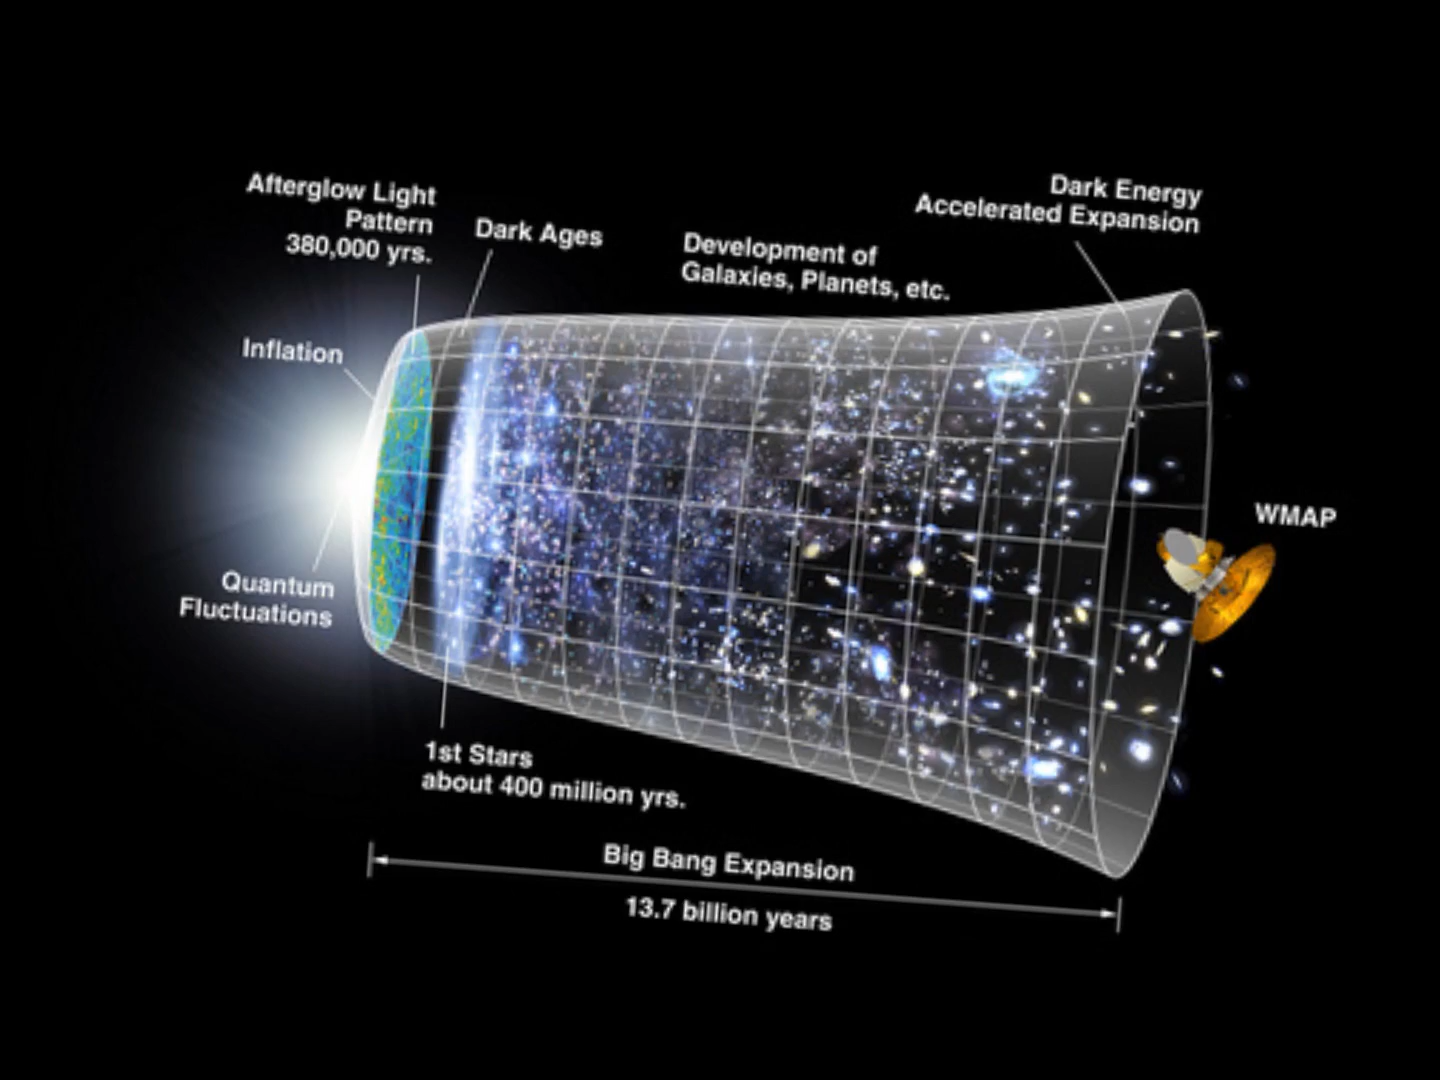 Afterglow Light
Pattern
380,000 yrs.
Dark Ages
Development of
Galaxies, Planets, etc.
Dark Energy
Accelerated Expansion
Inflation
Quantum
Fluctuations
WMAP
1st Stars
about 400 million yrs.
Big Bang Expansion
13.7 billion years